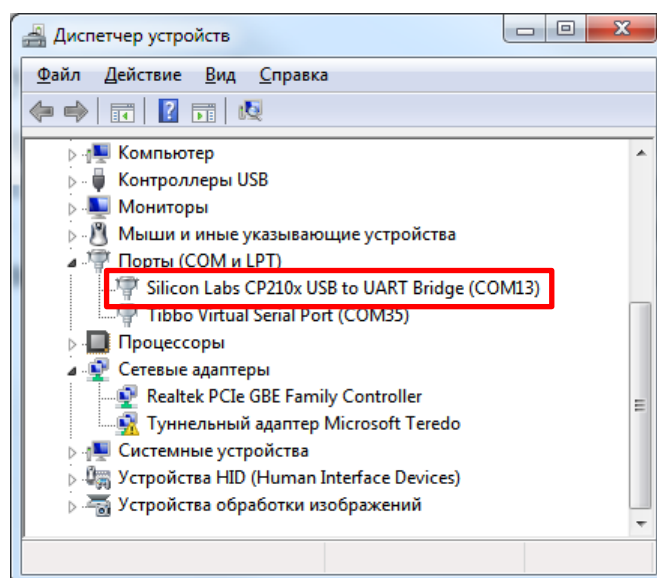 Диспетчер устройств
Файл Действие Вид Справка
Компьютер
Контроллеры USB
Мониторы
Мыши и иные указывающие устройства
Порты (COM и LPT)
Silicon Labs CP210x USB to UART Bridge (COM13)
Tibbo Virtual Serial Port (COM35)
Процессоры
Сетевые адаптеры
Realtek PCIe GBE Family Controller
Туннельный адаптер Microsoft Teredo
Системные устройства
Устройства HID (Human Interface Devices)
Устройства обработки изображений